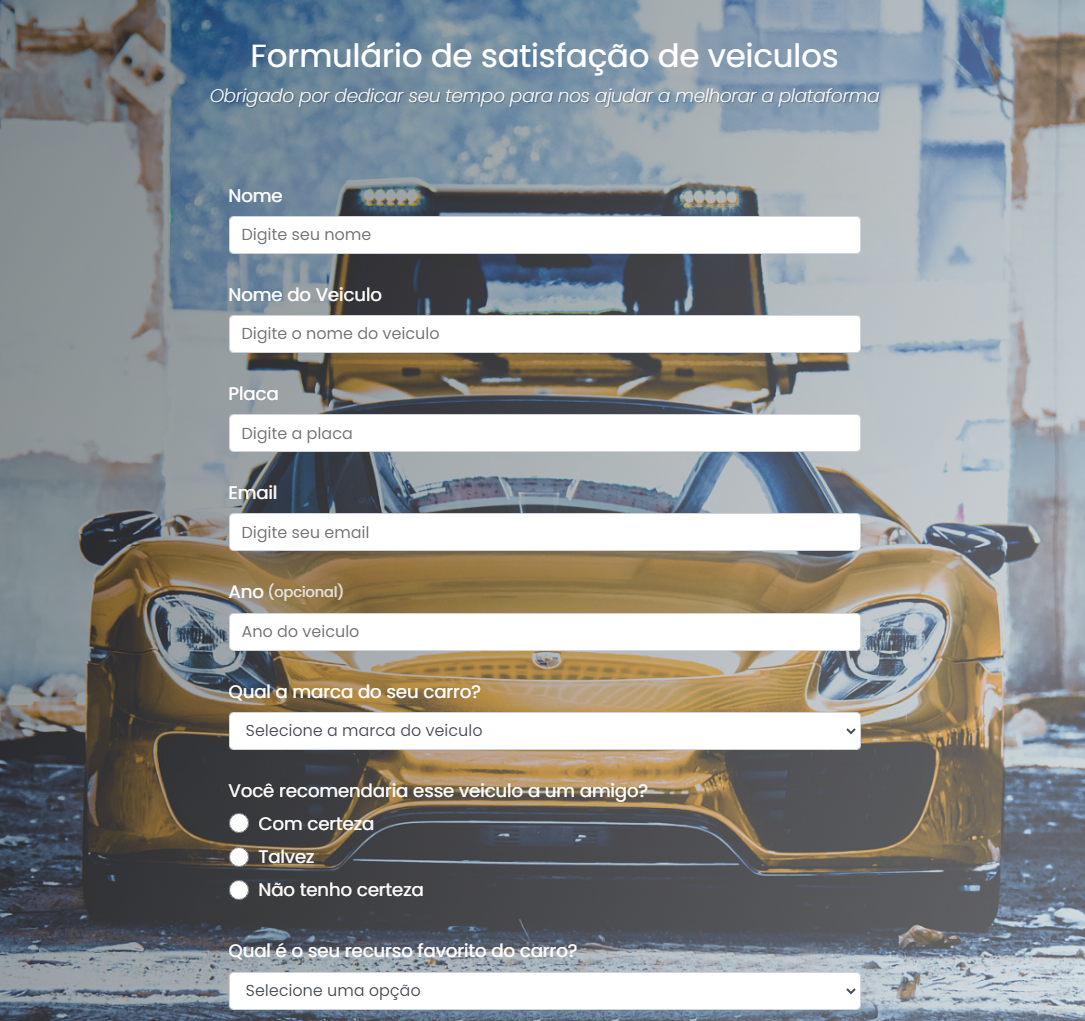 Formulário de satisfação de veiculos
Obrigado por dedicar seu tempo para nos ajudar a melhorar a plataforma
Nome
Digite seu nome
Nome do Veiculo
Digite o nome do veiculo
Placa
Digite a placa
Email
Digite seu email
Ano (opcional)
Ano do veiculo
Qual a marca do seu carro?
Selecione a marca do veiculo
Você recomendaria esse veiculo a um amigo?
Com certeza
Talvez
Não tenho certeza
Qual é o seu recurso favorito do carro?
Selecione uma opção